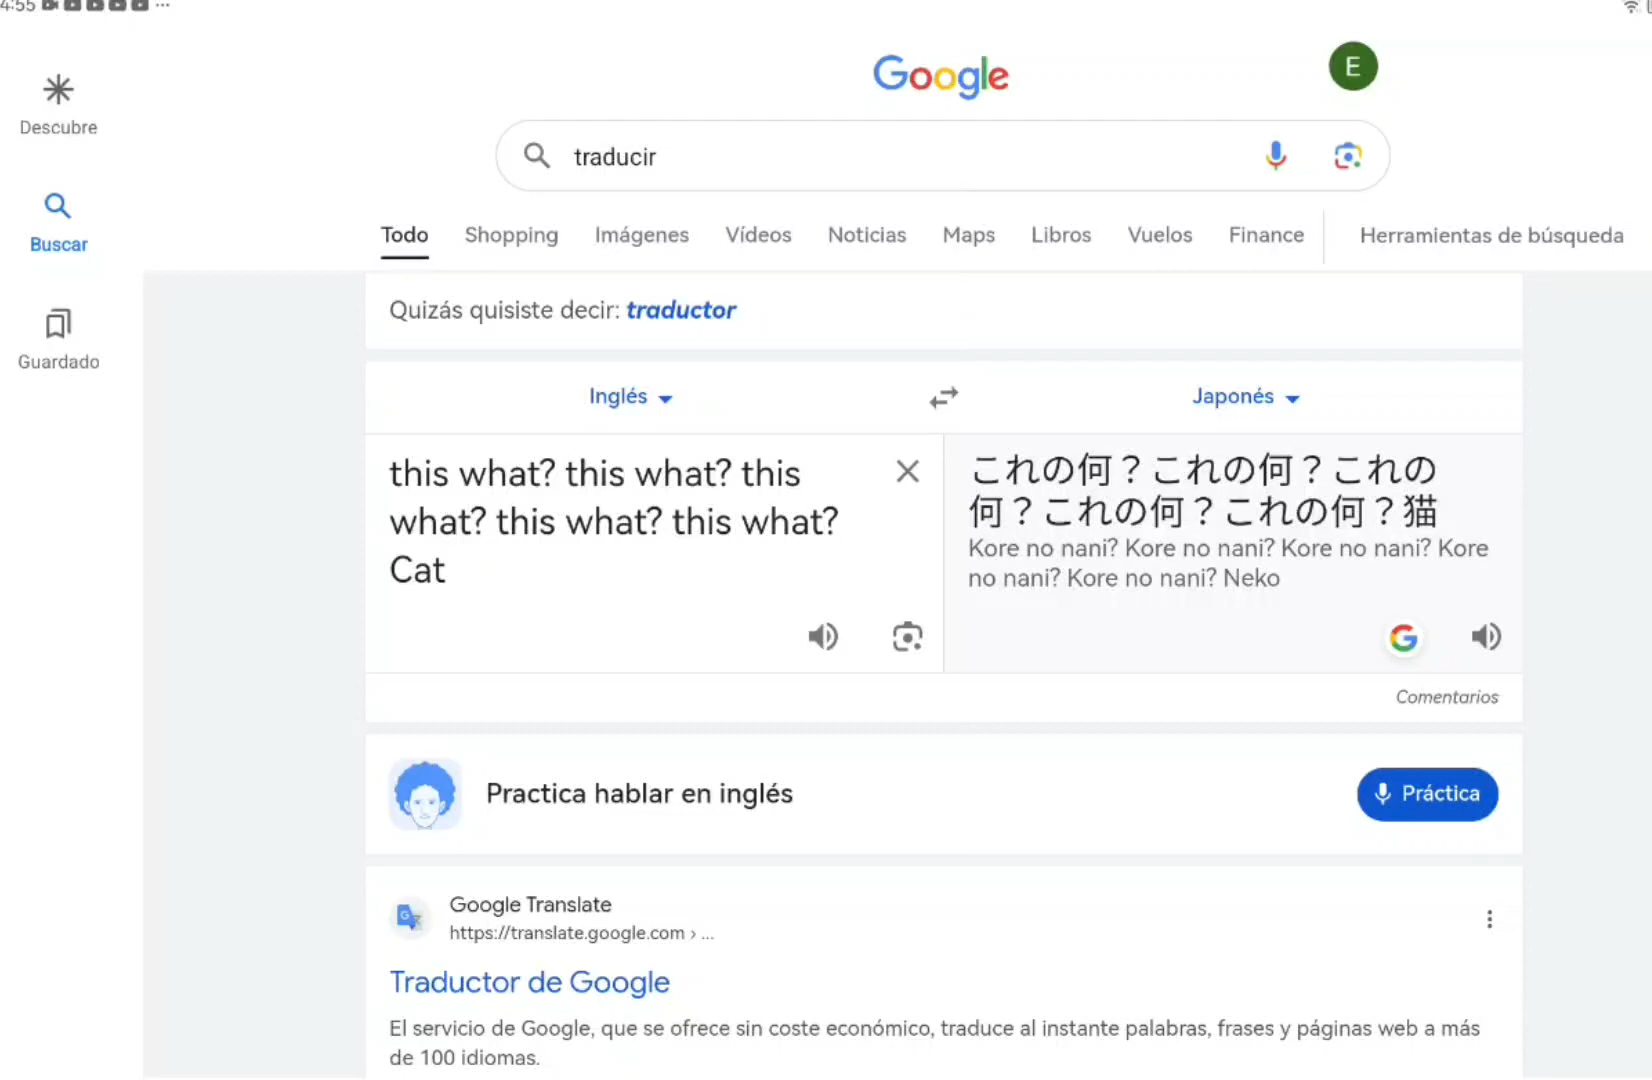 4:55
Google
E
Descubre
traducir
Buscar
Todo Shopping Imágenes Vídeos Noticias Maps Libros Vuelos Finance Herramientas de búsqueda
Guardado
Quizás quisiste decir: traductor
Inglés
Japonés
this what? this what? this
what? this what? this what?
Cat
これの何？これの何？これの
何？これの何？これの何？猫
Kore no nani? Kore no nani? Kore no nani? Kore
no nani? Kore no nani? Neko
G
Comentarios
Practica hablar en inglés
Práctica
Google Translate
https://translate.google.com › ...
Traductor de Google
El servicio de Google, que se ofrece sin coste económico, traduce al instante palabras, frases y páginas web a más
de 100 idiomas.